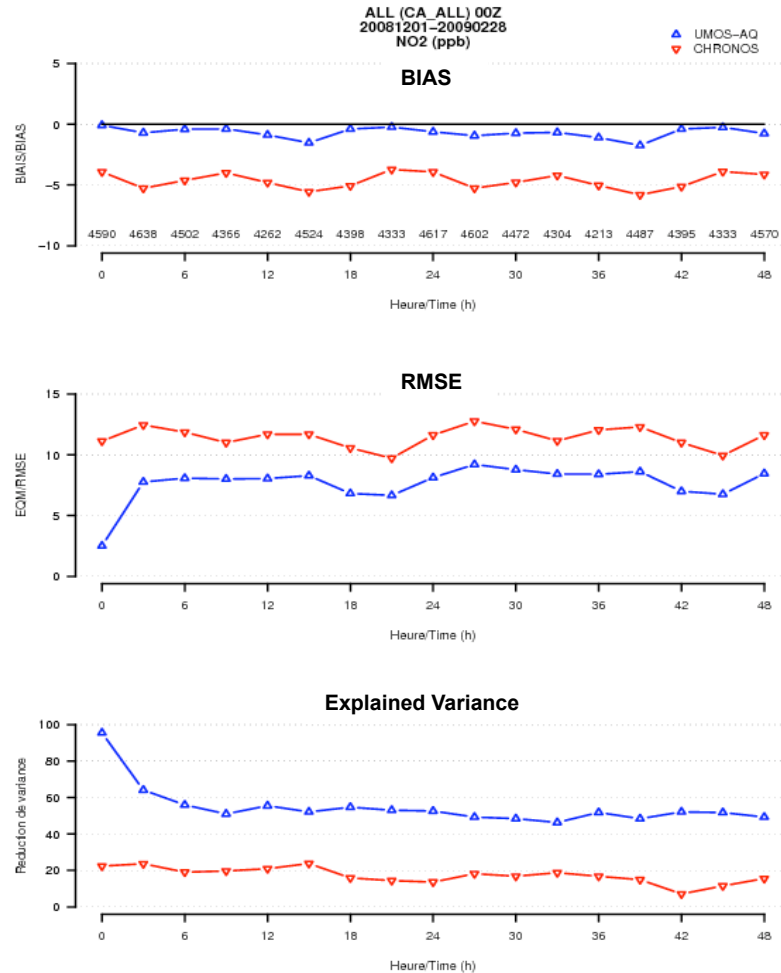 ALL (CA_ALL) 00Z
20081201-20090228
NO2 (ppb)
UMOS-AQ
CHRONOS
BIAS
BIAIS/BIAS
5
0
-5
-10
4590 4638 4502 4366 4262 4524 4398 4333 4617 4602 4472 4304 4213 4487 4395 4333 4570
0 6 12 18 24 30 36 42 48
Heure/Time (h)
RMSE
EQM/RMSE
15
10
5
0
0 6 12 18 24 30 36 42 48
Heure/Time (h)
Explained Variance
Reduction de variance
100
80
60
40
20
0
0 6 12 18 24 30 36 42 48
Heure/Time (h)